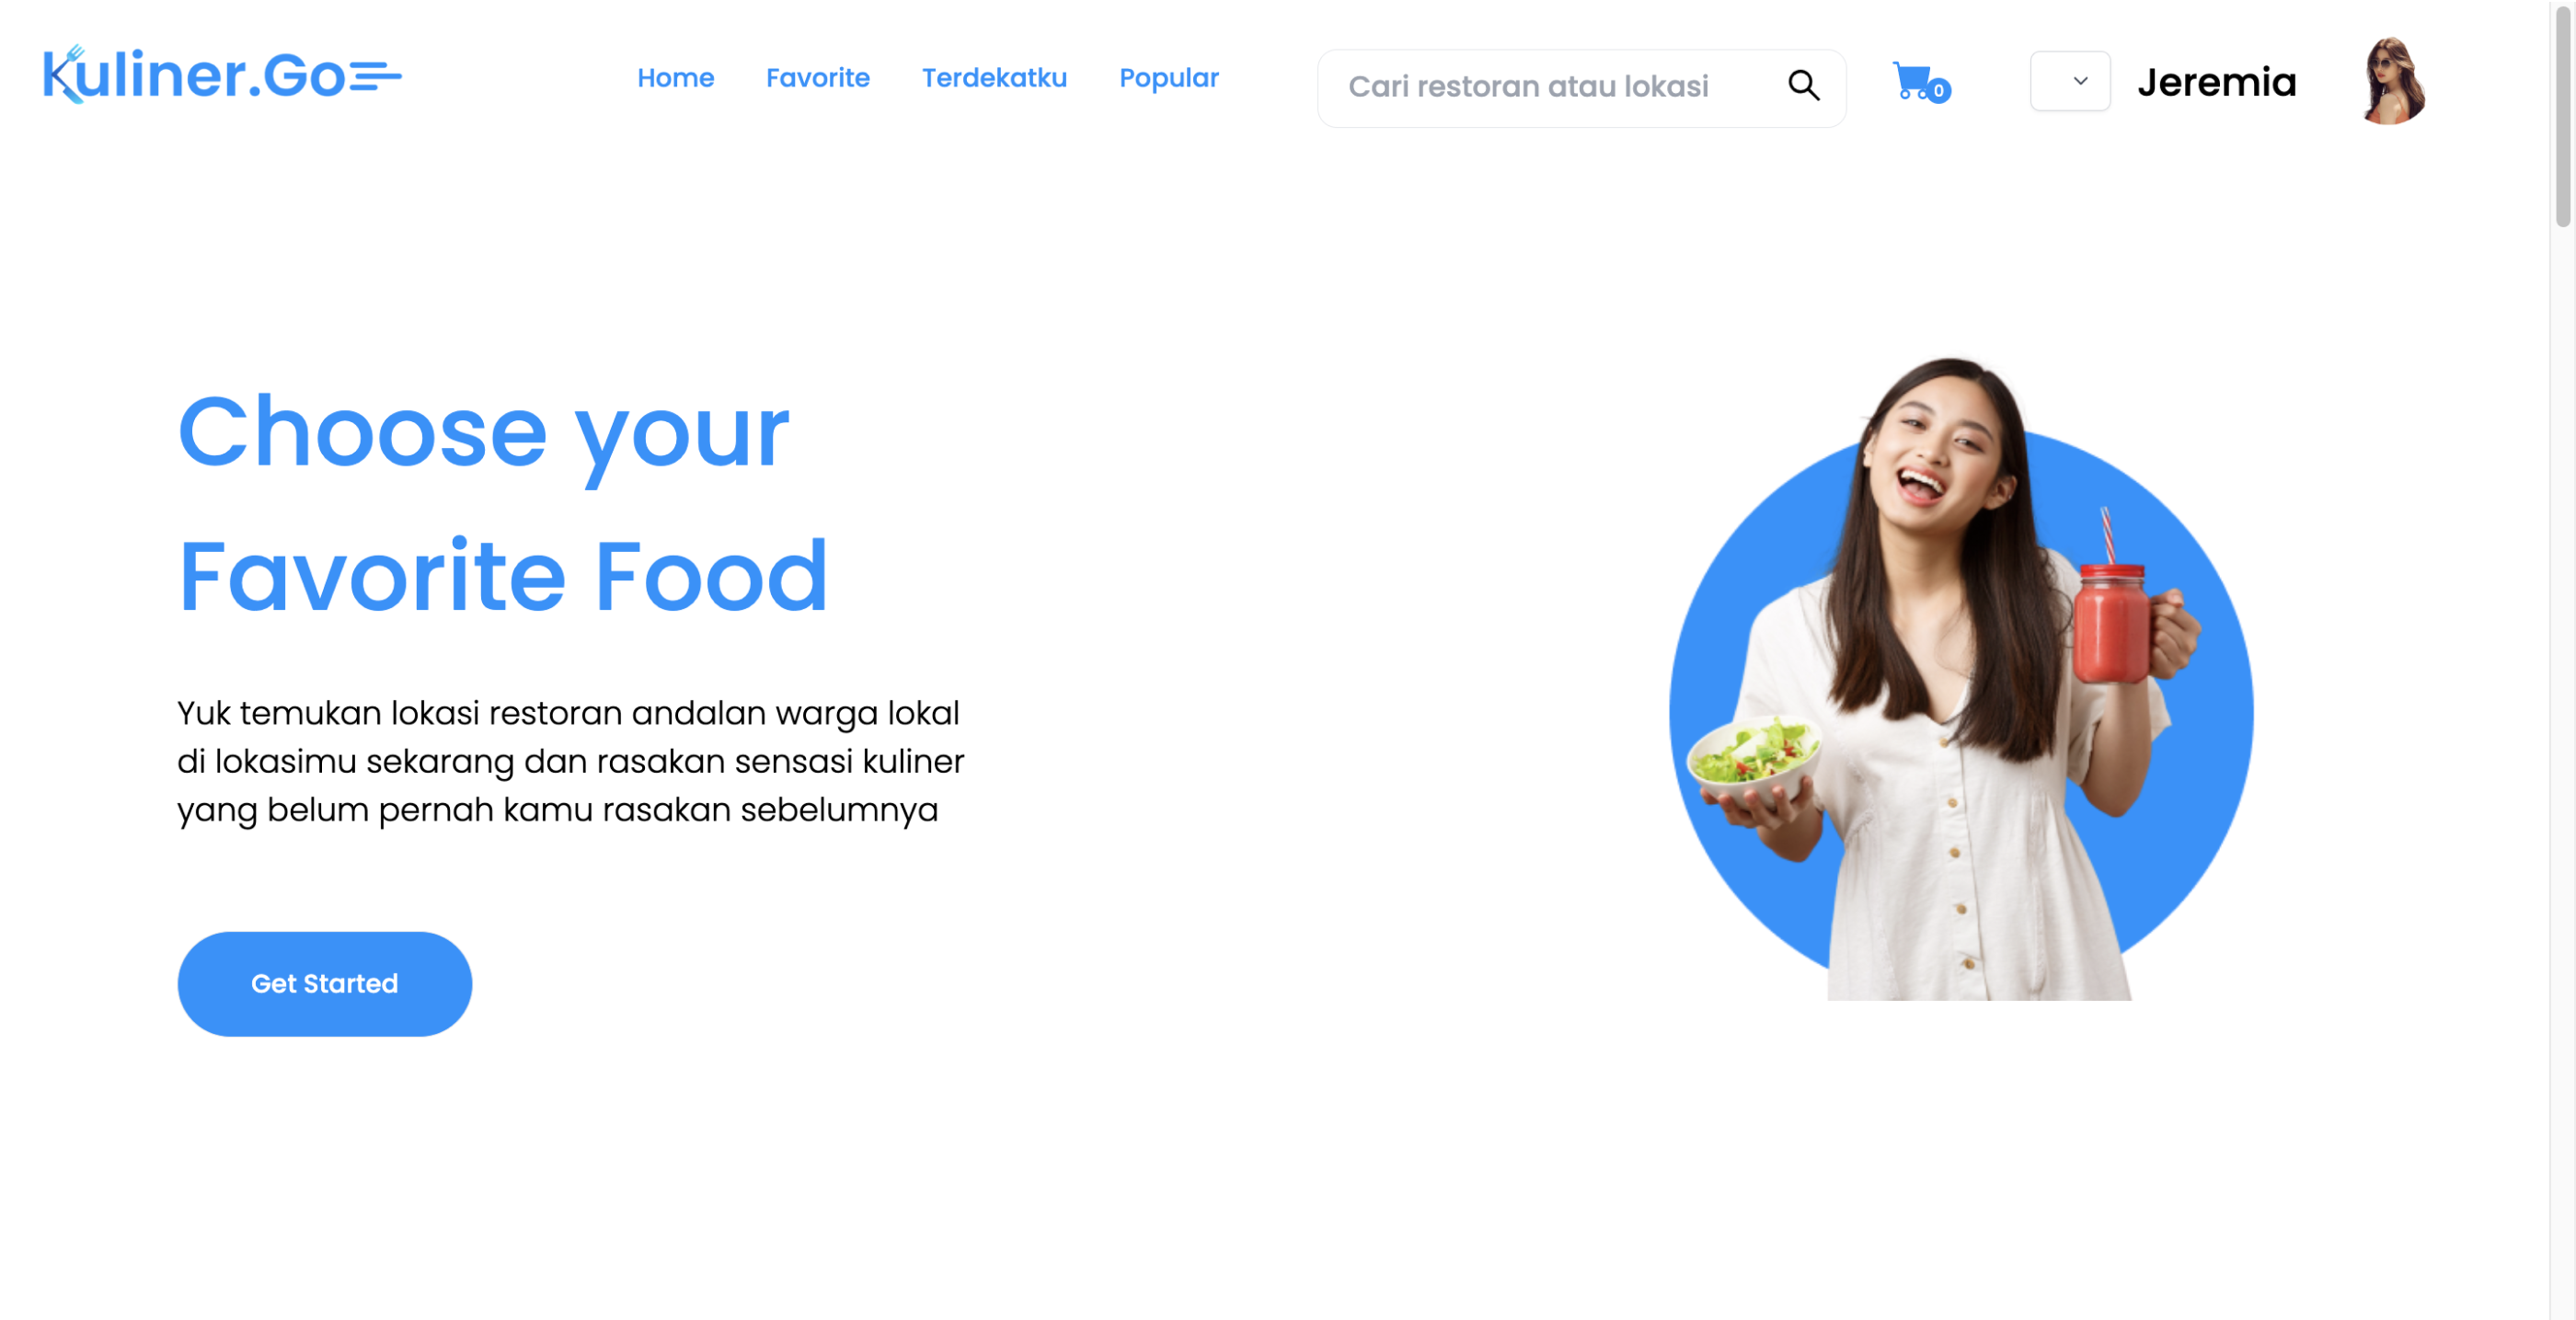 Kuliner.Go
Home Favorite Terdekatku Popular
Cari restoran atau lokasi
0
Jeremia
Choose your
Favorite Food
Yuk temukan lokasi restoran andalan warga lokal
di lokasimu sekarang dan rasakan sensasi kuliner
yang belum pernah kamu rasakan sebelumnya
Get Started